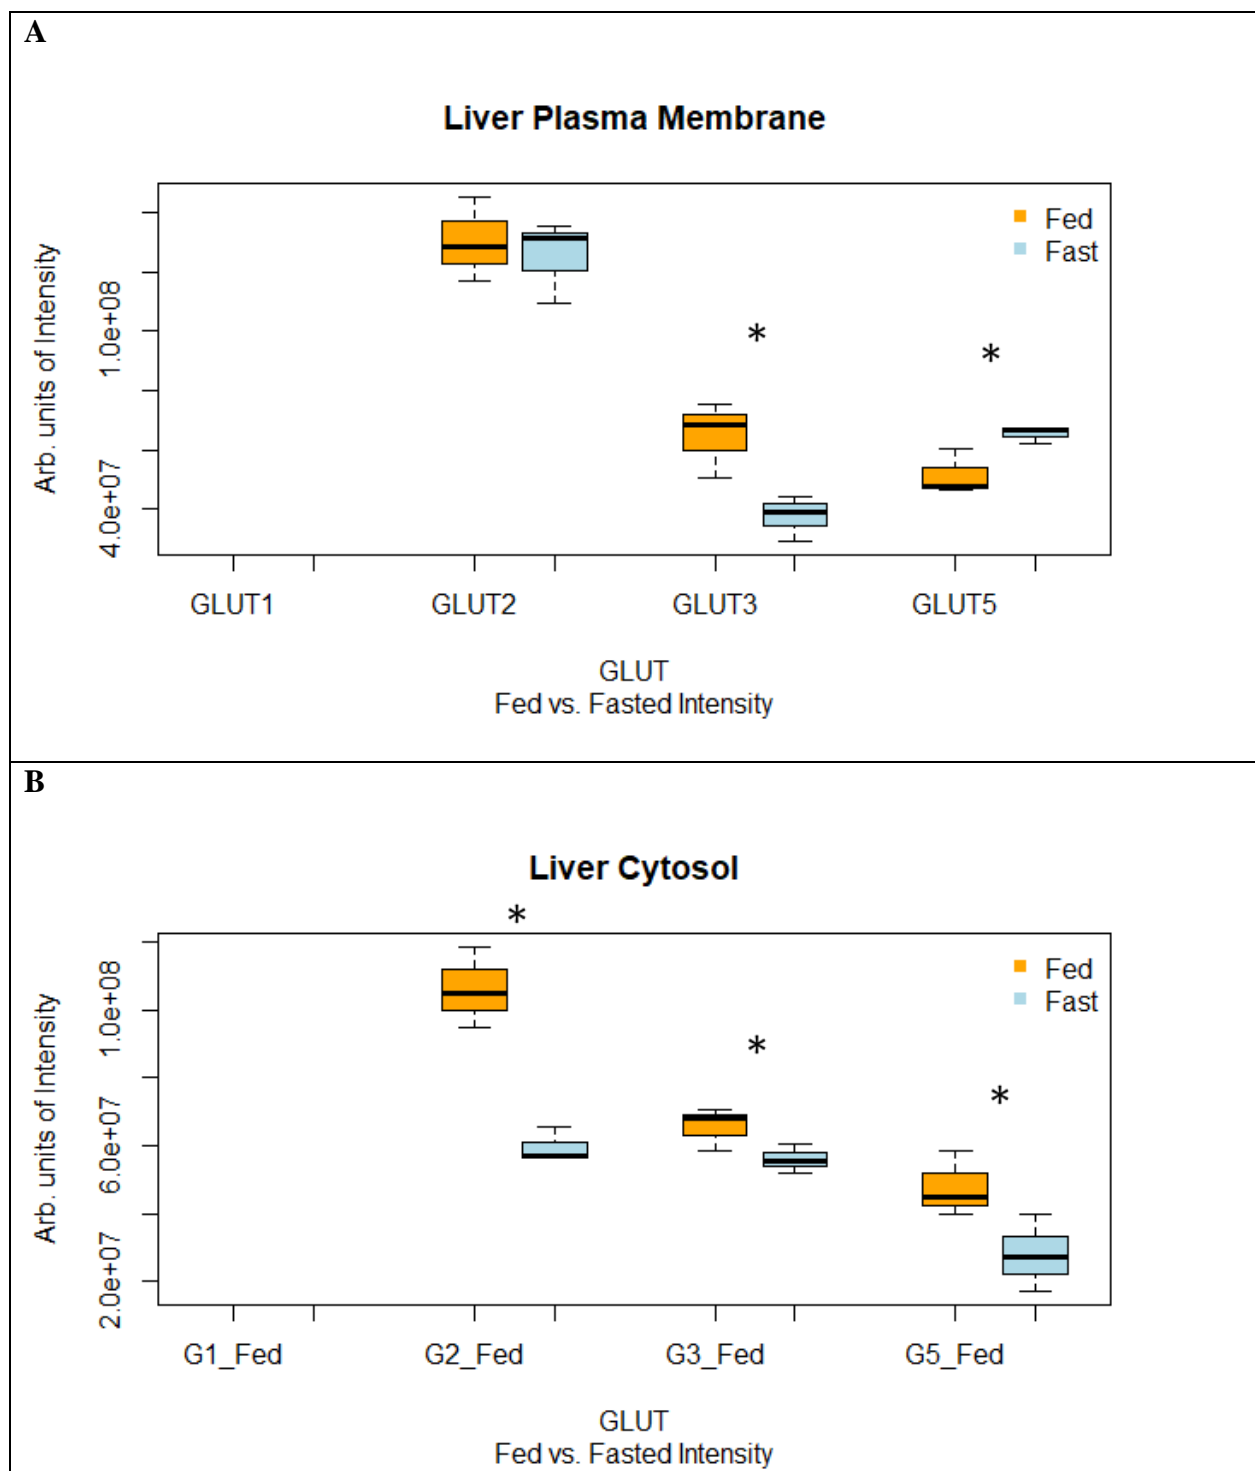 A
Liver Plasma Membrane
Fed
Fast
*
*
Arb. units of Intensity
1.0e+08
4.0e+07
GLUT1 GLUT2 GLUT3 GLUT5
GLUT
Fed vs. Fasted Intensity
B
Liver Cytosol
*
Fed
Fast
*
*
Arb. units of Intensity
1.0e+08
6.0e+07
2.0e+07
G1_Fed G2_Fed G3_Fed G5_Fed
GLUT
Fed vs. Fasted Intensity